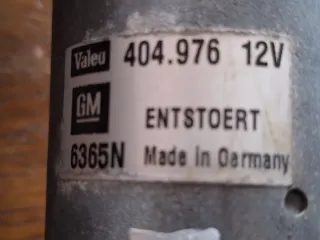 Valeo 404.976 12V
GM ENTSTOERT
6365N Made in Germany